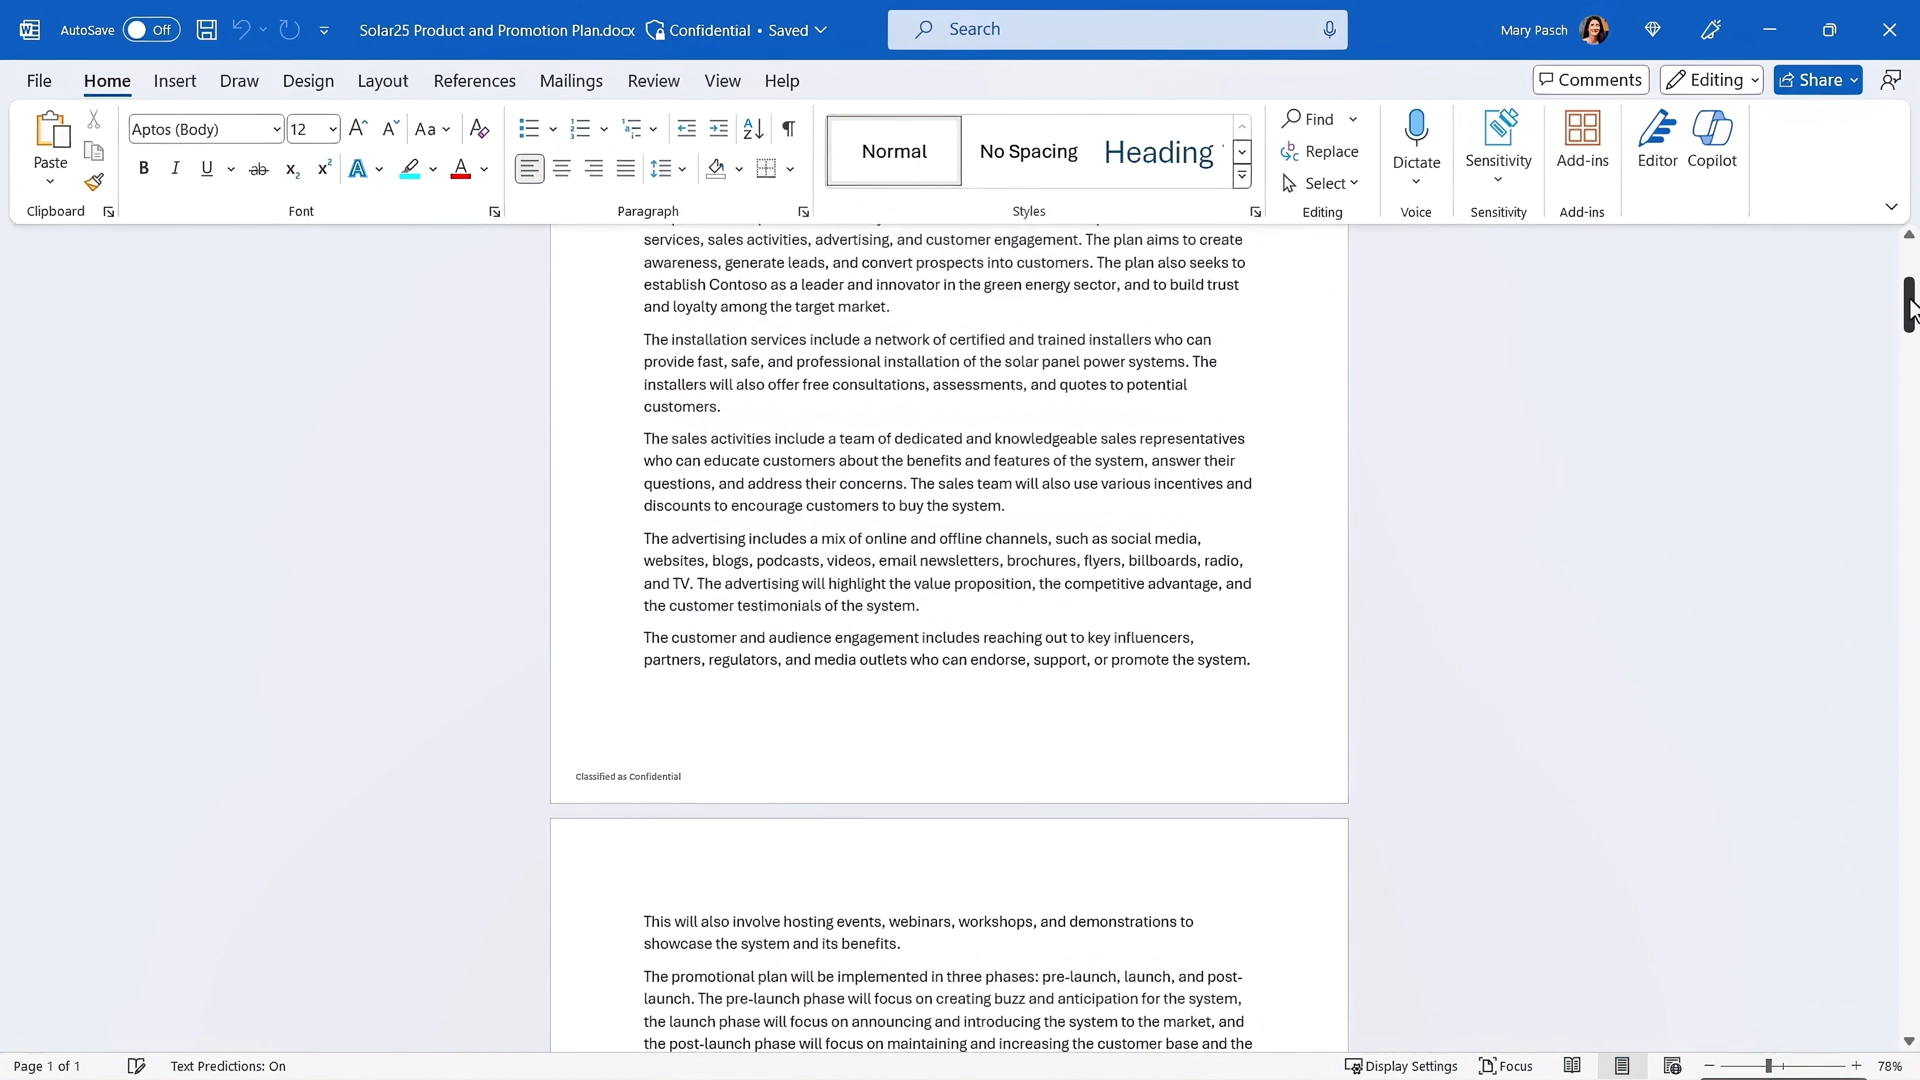 AutoSave Off Solar25 Product and Promotion Plan.docx Confidential • Saved Search Mary Pasch
File Home Insert Draw Design Layout References Mailings Review View Help Comments Editing Share
Paste
Clipboard
Aptos (Body) 12 Aa
B I U ab x₂ x² A A
Font
Paragraph
Normal No Spacing Heading
Styles
Find
Replace
Select
Editing
Dictate
Voice
Sensitivity
Sensitivity
Add-ins
Add-ins
Editor Copilot
services, sales activities, advertising, and customer engagement. The plan aims to create
awareness, generate leads, and convert prospects into customers. The plan also seeks to
establish Contoso as a leader and innovator in the green energy sector, and to build trust
and loyalty among the target market.
The installation services include a network of certified and trained installers who can
provide fast, safe, and professional installation of the solar panel power systems. The
installers will also offer free consultations, assessments, and quotes to potential
customers.
The sales activities include a team of dedicated and knowledgeable sales representatives
who can educate customers about the benefits and features of the system, answer their
questions, and address their concerns. The sales team will also use various incentives and
discounts to encourage customers to buy the system.
The advertising includes a mix of online and offline channels, such as social media,
websites, blogs, podcasts, videos, email newsletters, brochures, flyers, billboards, radio,
and TV. The advertising will highlight the value proposition, the competitive advantage, and
the customer testimonials of the system.
The customer and audience engagement includes reaching out to key influencers,
partners, regulators, and media outlets who can endorse, support, or promote the system.
Classified as Confidential
This will also involve hosting events, webinars, workshops, and demonstrations to
showcase the system and its benefits.
The promotional plan will be implemented in three phases: pre-launch, launch, and post-
launch. The pre-launch phase will focus on creating buzz and anticipation for the system,
the launch phase will focus on announcing and introducing the system to the market, and
the post-launch phase will focus on maintaining and increasing the customer base and the
Page 1 of 1 Text Predictions: On Display Settings Focus 78%